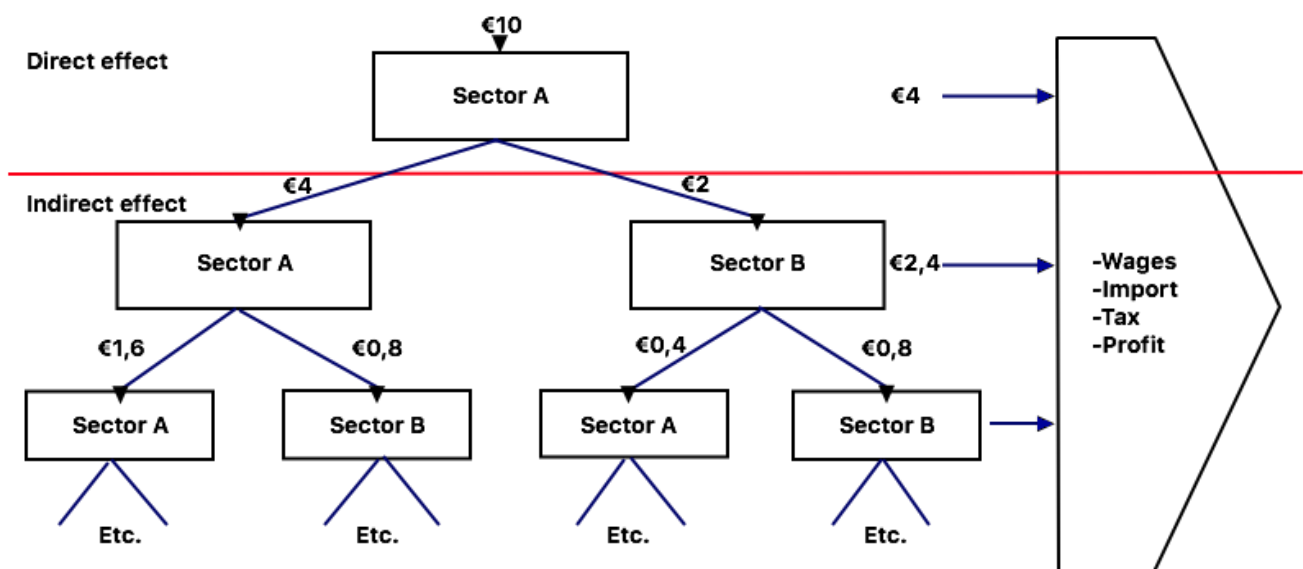 €10
Direct effect
Sector A
€4
€4
€2
Indirect effect
Sector A
Sector B
€2,4
-Wages
-Import
-Tax
-Profit
€1,6
€0,8
€0,4
€0,8
Sector A
Sector B
Sector A
Sector B
Etc.
Etc.
Etc.
Etc.